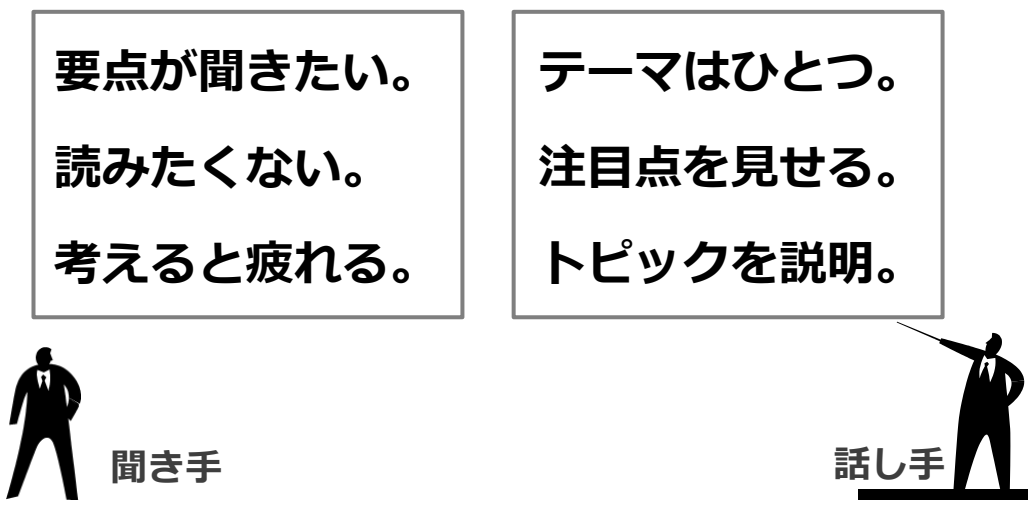 要点が聞きたい。
読みたくない。
考えると疲れる。
テーマはひとつ。
注目点を見せる。
トピックを説明。
聞き手
話し手